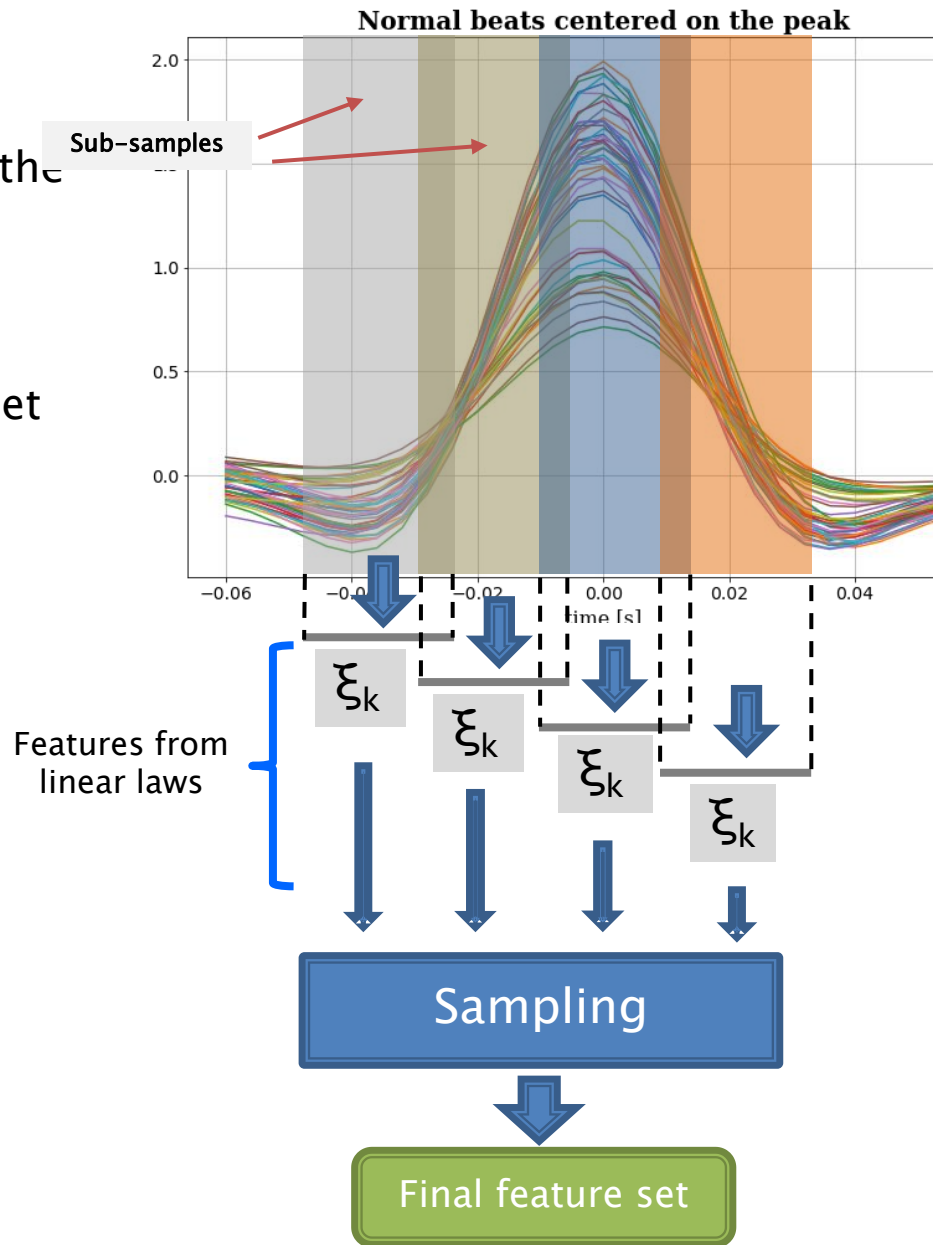 Normal beats centered on the peak
2.0
Sub-samples
the
1.0
0.5
et
0.0
−0.06
−0.02
0.00
0.02
0.04
time [s]
ξk
ξk
ξk
ξk
Features from
linear laws
Sampling
Final feature set